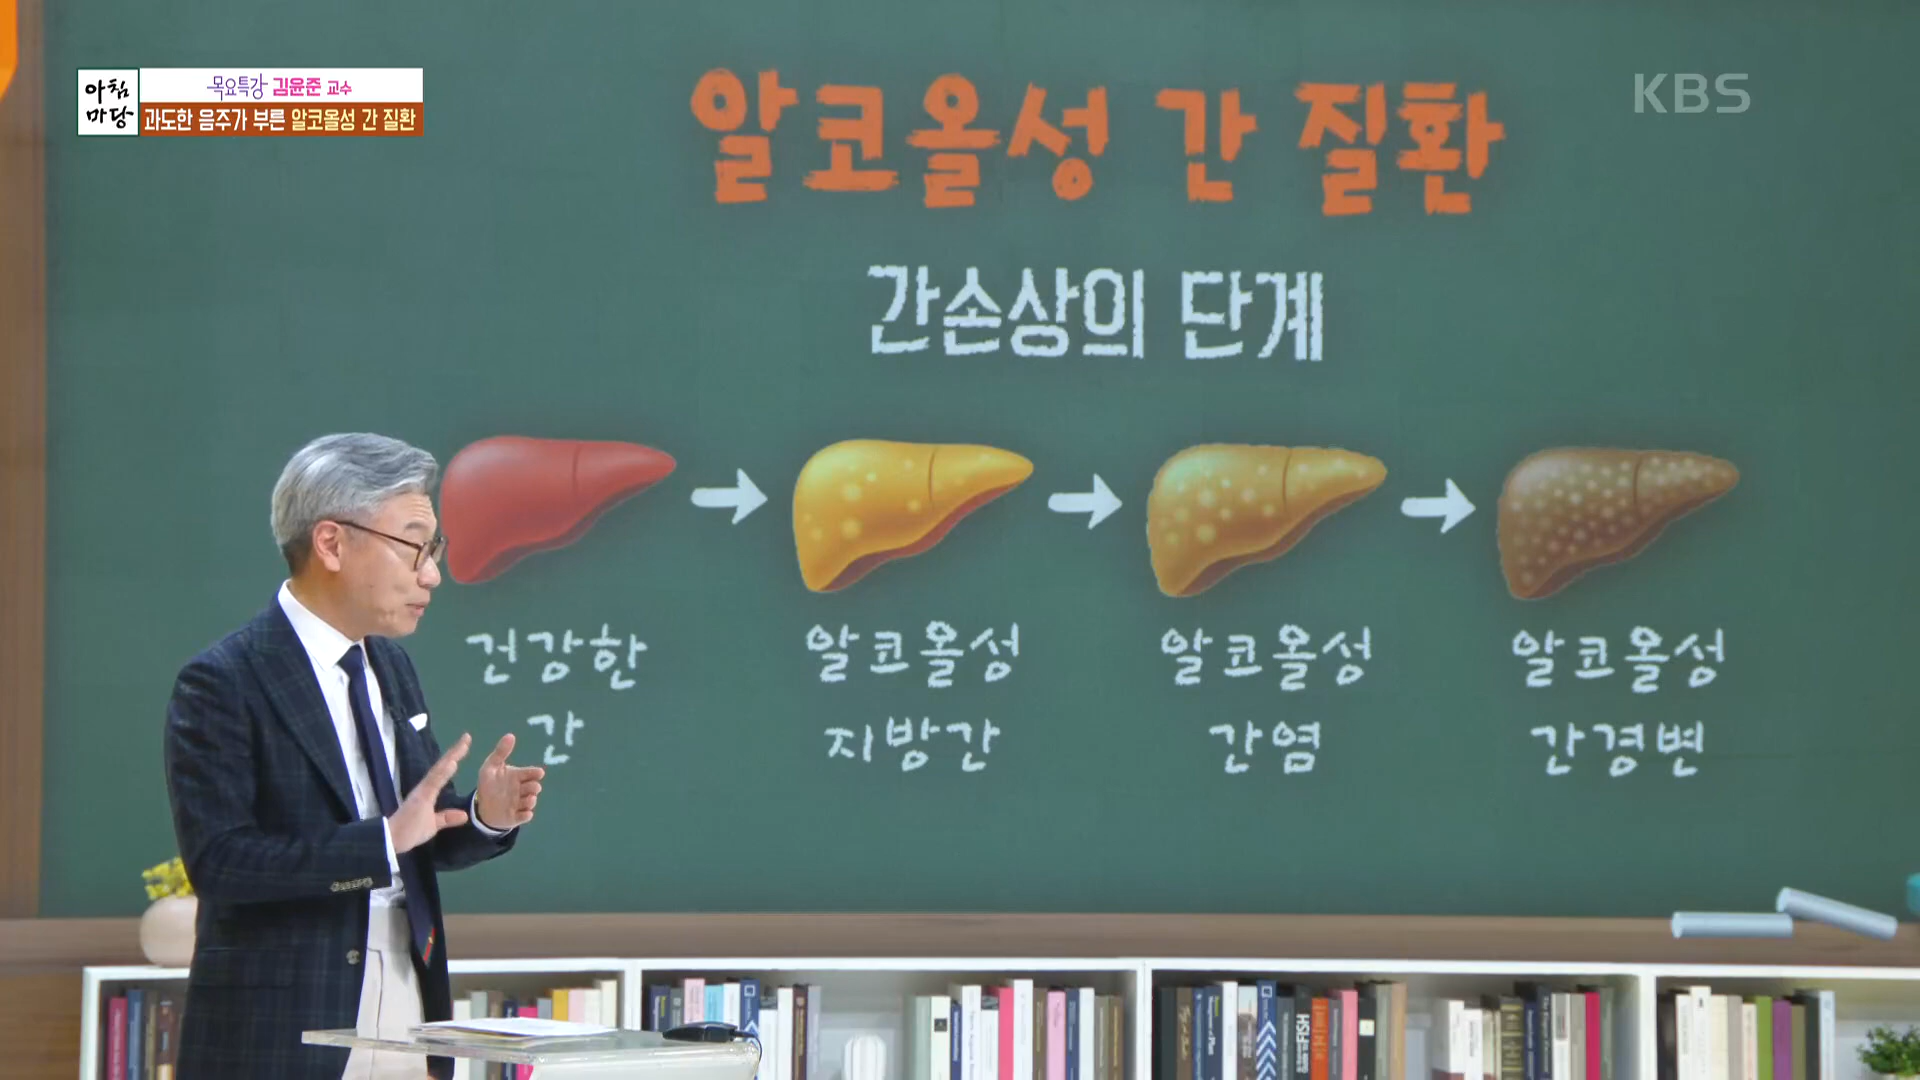 아침
마당
목요특강 김윤준 교수
과도한 음주가 부른 알코올성 간 질환
KBS
알코올성 간 질환
간손상의 단계
건강한
간
알코올성
지방간
알코올성
간염
알코올성
간경변
FISH